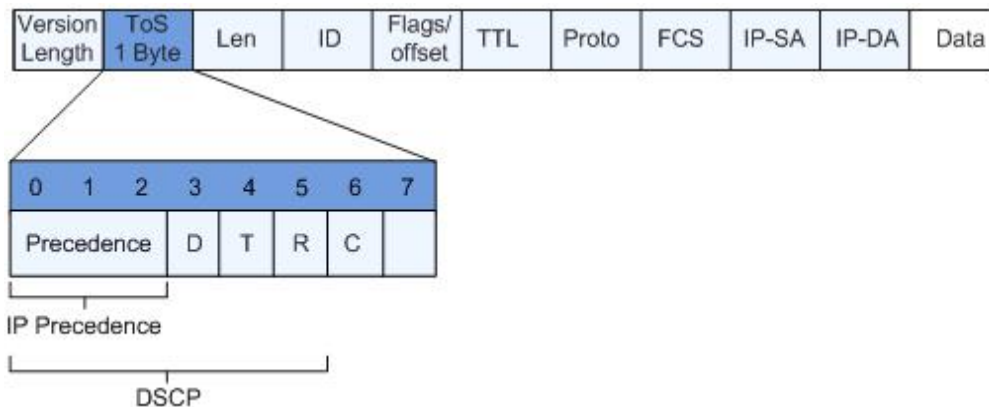 Version Length ToS 1 Byte Len ID Flags/ offset TTL Proto FCS IP-SA IP-DA Data
0 1 2 3 4 5 6 7
Precedence D T R C
IP Precedence
DSCP